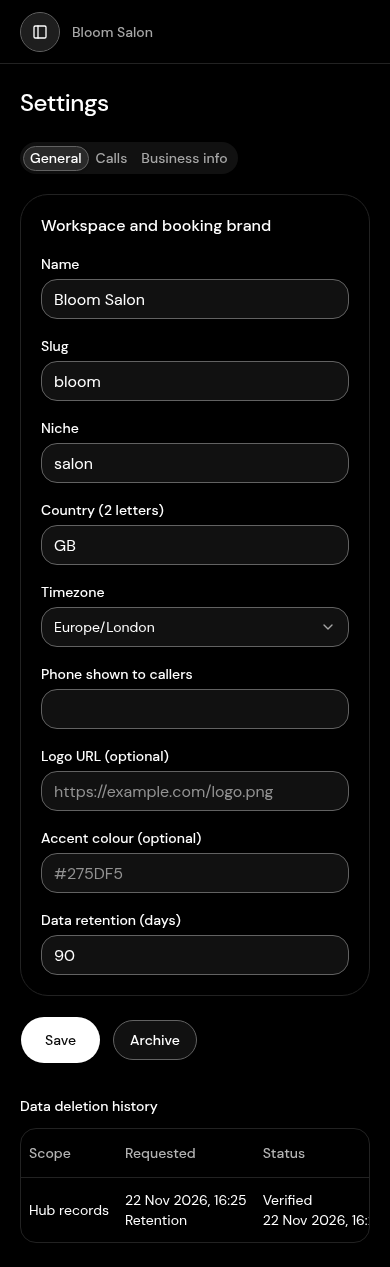 Bloom Salon
Settings
General Calls Business info
Workspace and booking brand
Name
Bloom Salon
Slug
bloom
Niche
salon
Country (2 letters)
GB
Timezone
Europe/London
Phone shown to callers
Logo URL (optional)
https://example.com/logo.png
Accent colour (optional)
#275DF5
Data retention (days)
90
Save Archive
Data deletion history
Scope Requested Status
Hub records 22 Nov 2026, 16:25 Verified
Retention 22 Nov 2026, 16: